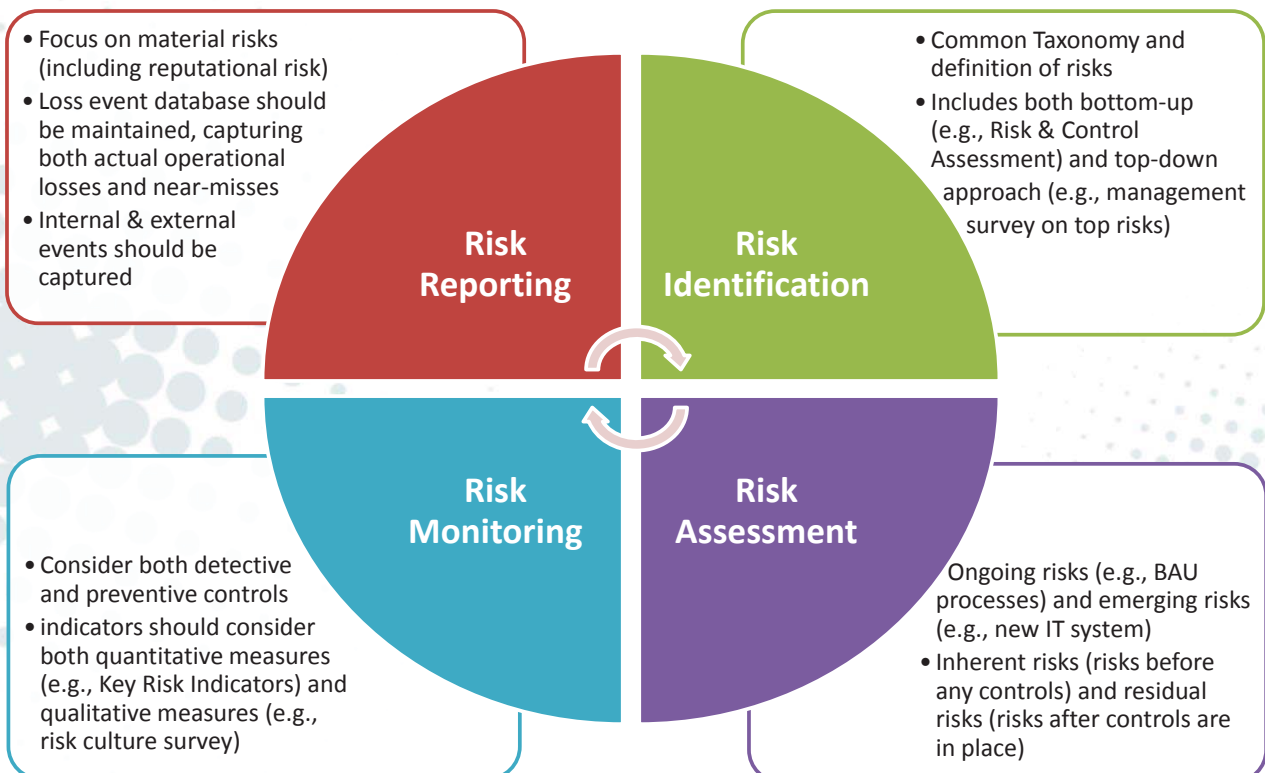 • Focus on material risks
(including reputational risk)
• Loss event database should
be maintained, capturing
both actual operational
losses and near-misses
• Internal & external
events should be
captured
• Common Taxonomy and
definition of risks
• Includes both bottom-up
(e.g., Risk & Control
Assessment) and top-down
approach (e.g., management
survey on top risks)
Risk
Reporting
Risk
Identification
Risk
Monitoring
Risk
Assessment
• Consider both detective
and preventive controls
• indicators should consider
both quantitative measures
(e.g., Key Risk Indicators) and
qualitative measures (e.g.,
risk culture survey)
Ongoing risks (e.g., BAU
processes) and emerging risks
(e.g., new IT system)
• Inherent risks (risks before
any controls) and residual
risks (risks after controls are
in place)